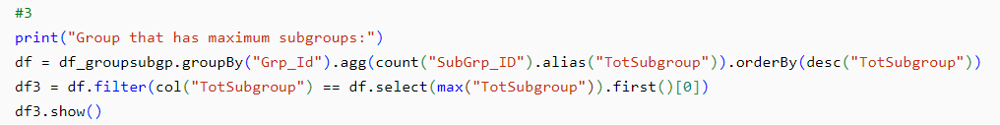 #3
print("Group that has maximum subgroups:")
df = df_groupsubgp.groupBy("Grp_Id").agg(count("SubGrp_ID").alias("TotSubgroup")).orderBy(desc("TotSubgroup"))
df3 = df.filter(col("TotSubgroup") == df.select(max("TotSubgroup")).first()[0])
df3.show()